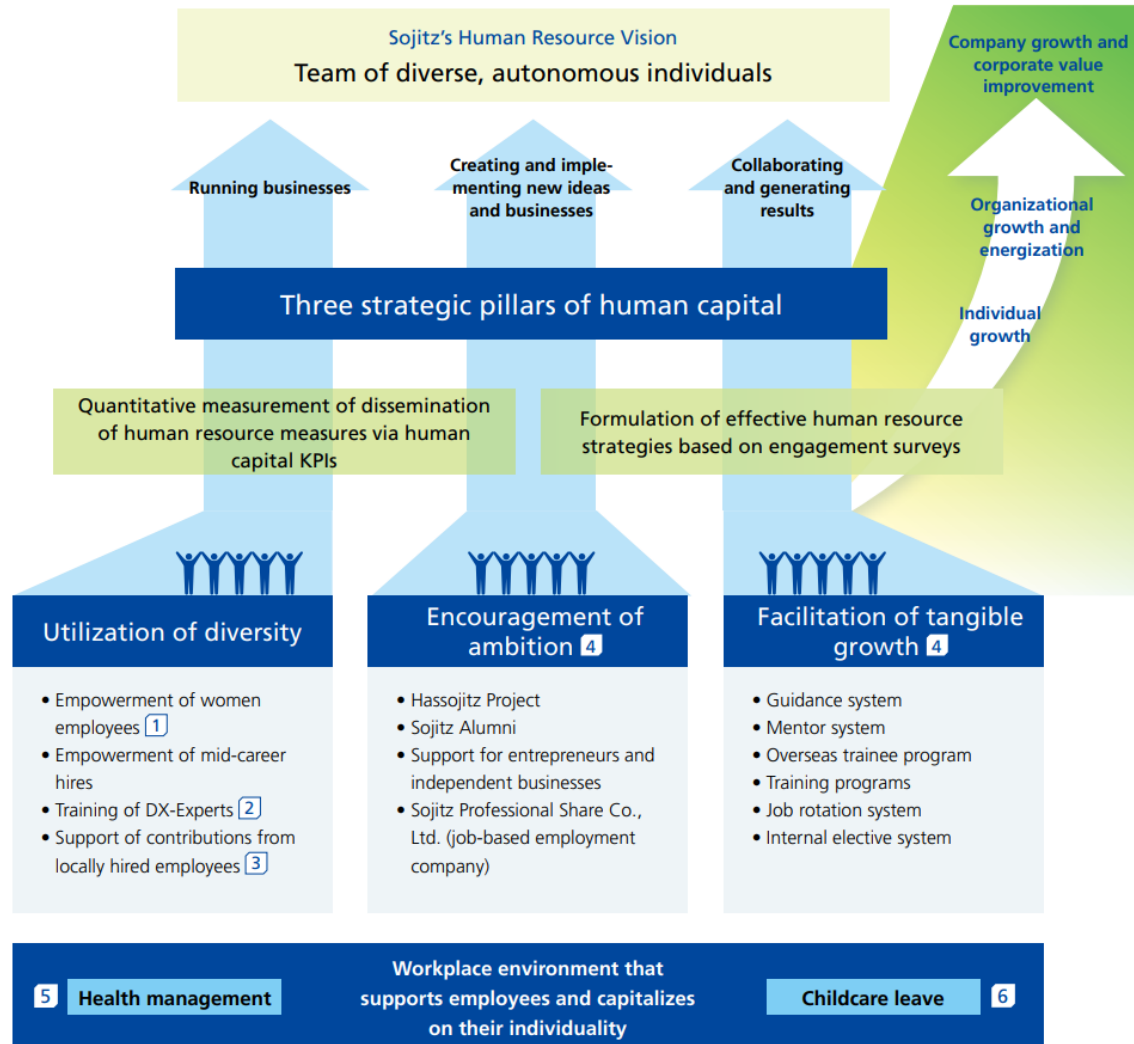 Sojitz's Human Resource Vision
Team of diverse, autonomous individuals
Company growth and
corporate value
improvement
Running businesses
Creating and imple-
menting new ideas
and businesses
Collaborating
and generating
results
Organizational
growth and
energization
Three strategic pillars of human capital
Individual
growth
Quantitative measurement of dissemination
of human resource measures via human
capital KPIs
Formulation of effective human resource
strategies based on engagement surveys
Utilization of diversity
• Empowerment of women
employees 1
• Empowerment of mid-career
hires
• Training of DX-Experts 2
• Support of contributions from
locally hired employees 3
Encouragement of
ambition 4
• Hassojitz Project
• Sojitz Alumni
• Support for entrepreneurs and
independent businesses
• Sojitz Professional Share Co.,
Ltd. (job-based employment
company)
Facilitation of tangible
growth 4
• Guidance system
• Mentor system
• Overseas trainee program
• Training programs
• Job rotation system
• Internal elective system
5 Health management
Workplace environment that
supports employees and capitalizes
on their individuality
Childcare leave 6